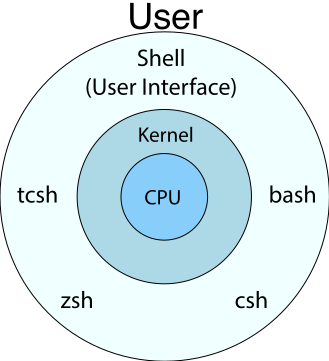 User
Shell
(User Interface)
Kernel
tcsh
CPU
bash
zsh
csh